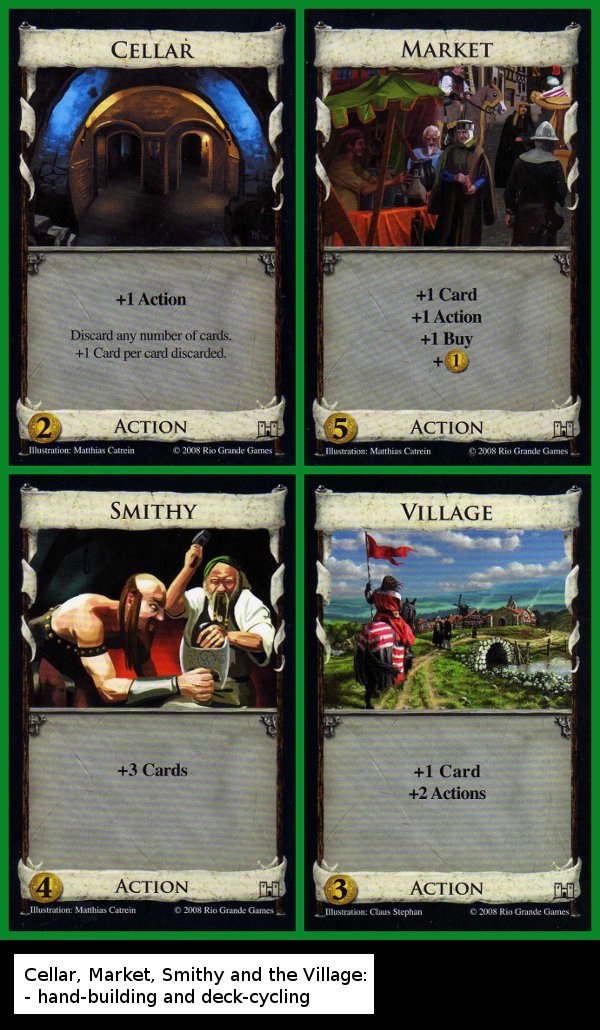 CELLAR
+1 Action
Discard any number of cards.
+1 Card per card discarded.
2
ACTION
Illustration: Matthias Catrein
© 2008 Rio Grande Games
MARKET
+1 Card
+1 Action
+1 Buy
+1
5
ACTION
Illustration: Matthias Catrein
© 2008 Rio Grande Games
SMITHY
+3 Cards
4
ACTION
Illustration: Matthias Catrein
© 2008 Rio Grande Games
VILLAGE
+1 Card
+2 Actions
3
ACTION
Illustration: Claus Stephan
© 2008 Rio Grande Games
Cellar, Market, Smithy and the Village:
- hand-building and deck-cycling